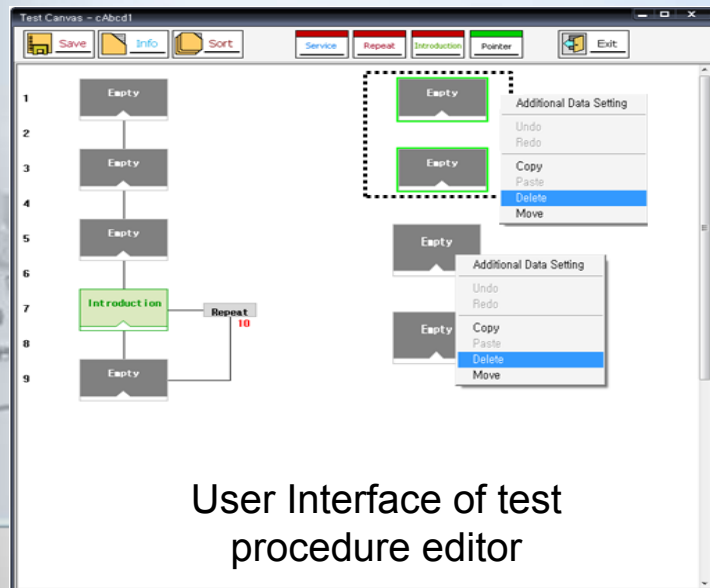 Test Canvas - cAbcd1
Save Info Sort Service Repeat Introduction Pointer Exit
1 Empty Empty
2
3 Empty Empty
4
5 Empty Empty
6
7 Introduction Repeat
10
8 Empty
9 Empty
Additional Data Setting
Undo
Redo
Copy
Paste
Delete
Move
Additional Data Setting
Undo
Redo
Copy
Paste
Delete
Move
User Interface of test
procedure editor